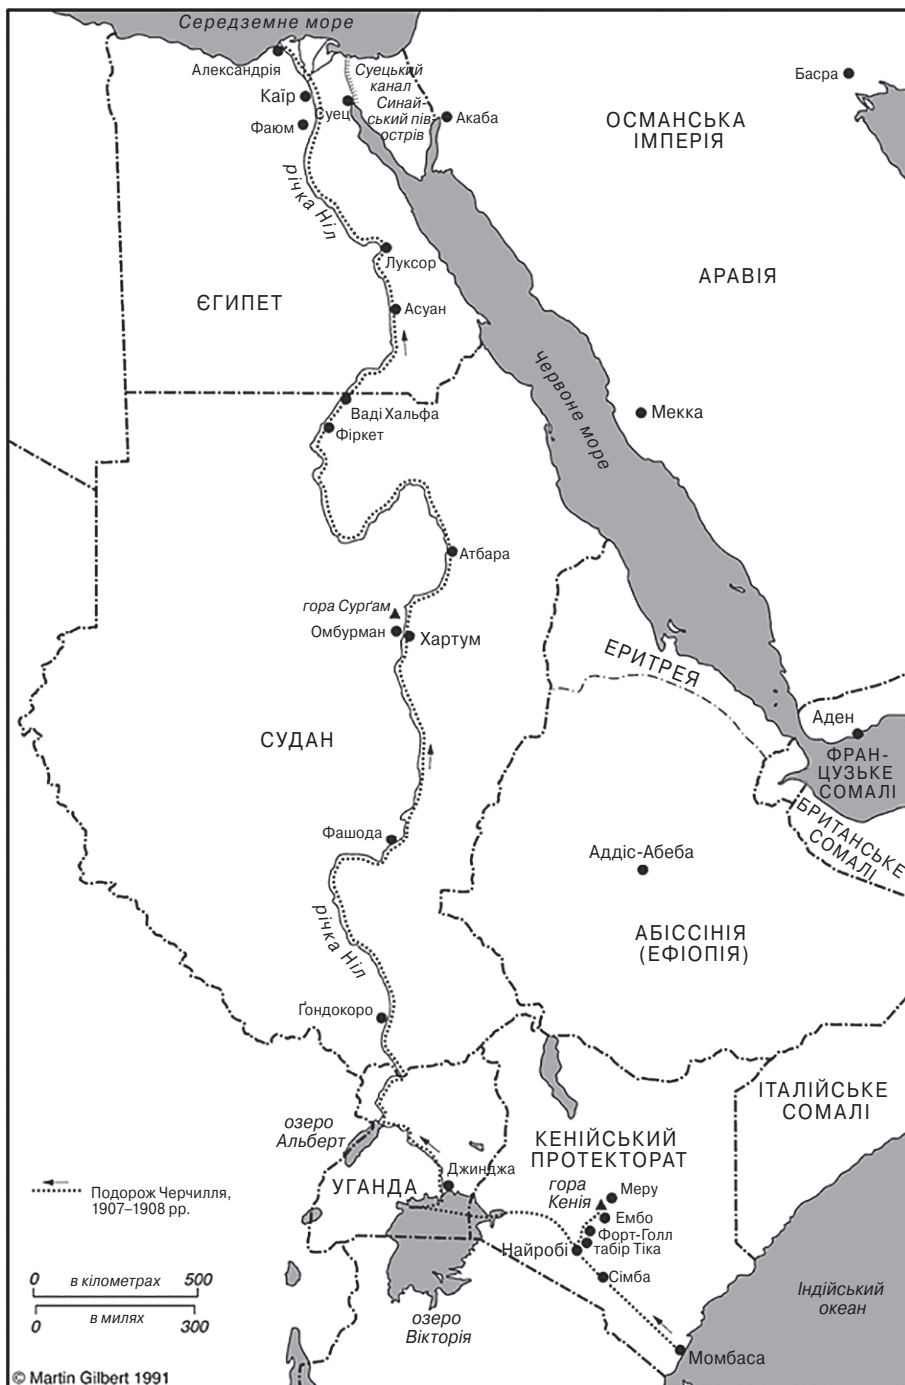 Середземне море
Александрія
Каїр
Фаюм
Суецький
канал
Суец
Синай-
ський пів-
острів
Акаба
Басра
ОСМАНСЬКА
ІМПЕРІЯ
річка Ніл
Луксор
АРАВІЯ
ЄГИПЕТ
Асуан
Червоне море
Ваді Хальфа
Фіркет
Мекка
Атбара
гора Сурґам
Омбурман
Хартум
ЕРИТРЕЯ
СУДАН
Аден
ФРАН-
ЦУЗЬКЕ
СОМАЛІ
БРИТАНСЬКЕ
СОМАЛІ
Фашода
Аддіс-Абеба
річка Ніл
АБІССІНІЯ
(ЕФІОПІЯ)
Ґондокоро
ІТАЛІЙСЬКЕ
СОМАЛІ
озеро
Альберт
КЕНІЙСЬКИЙ
ПРОТЕКТОРАТ
Джинджа
УГАНДА
гора
Кенія
Меру
Ембо
Форт-Голл
табір Тіка
Найробі
Сімба
Подорож Черчилля,
1907–1908 рр.
0 в кілометрах 500
в милях
0 300
озеро
Вікторія
Індійський
океан
Момбаса
© Martin Gilbert 1991